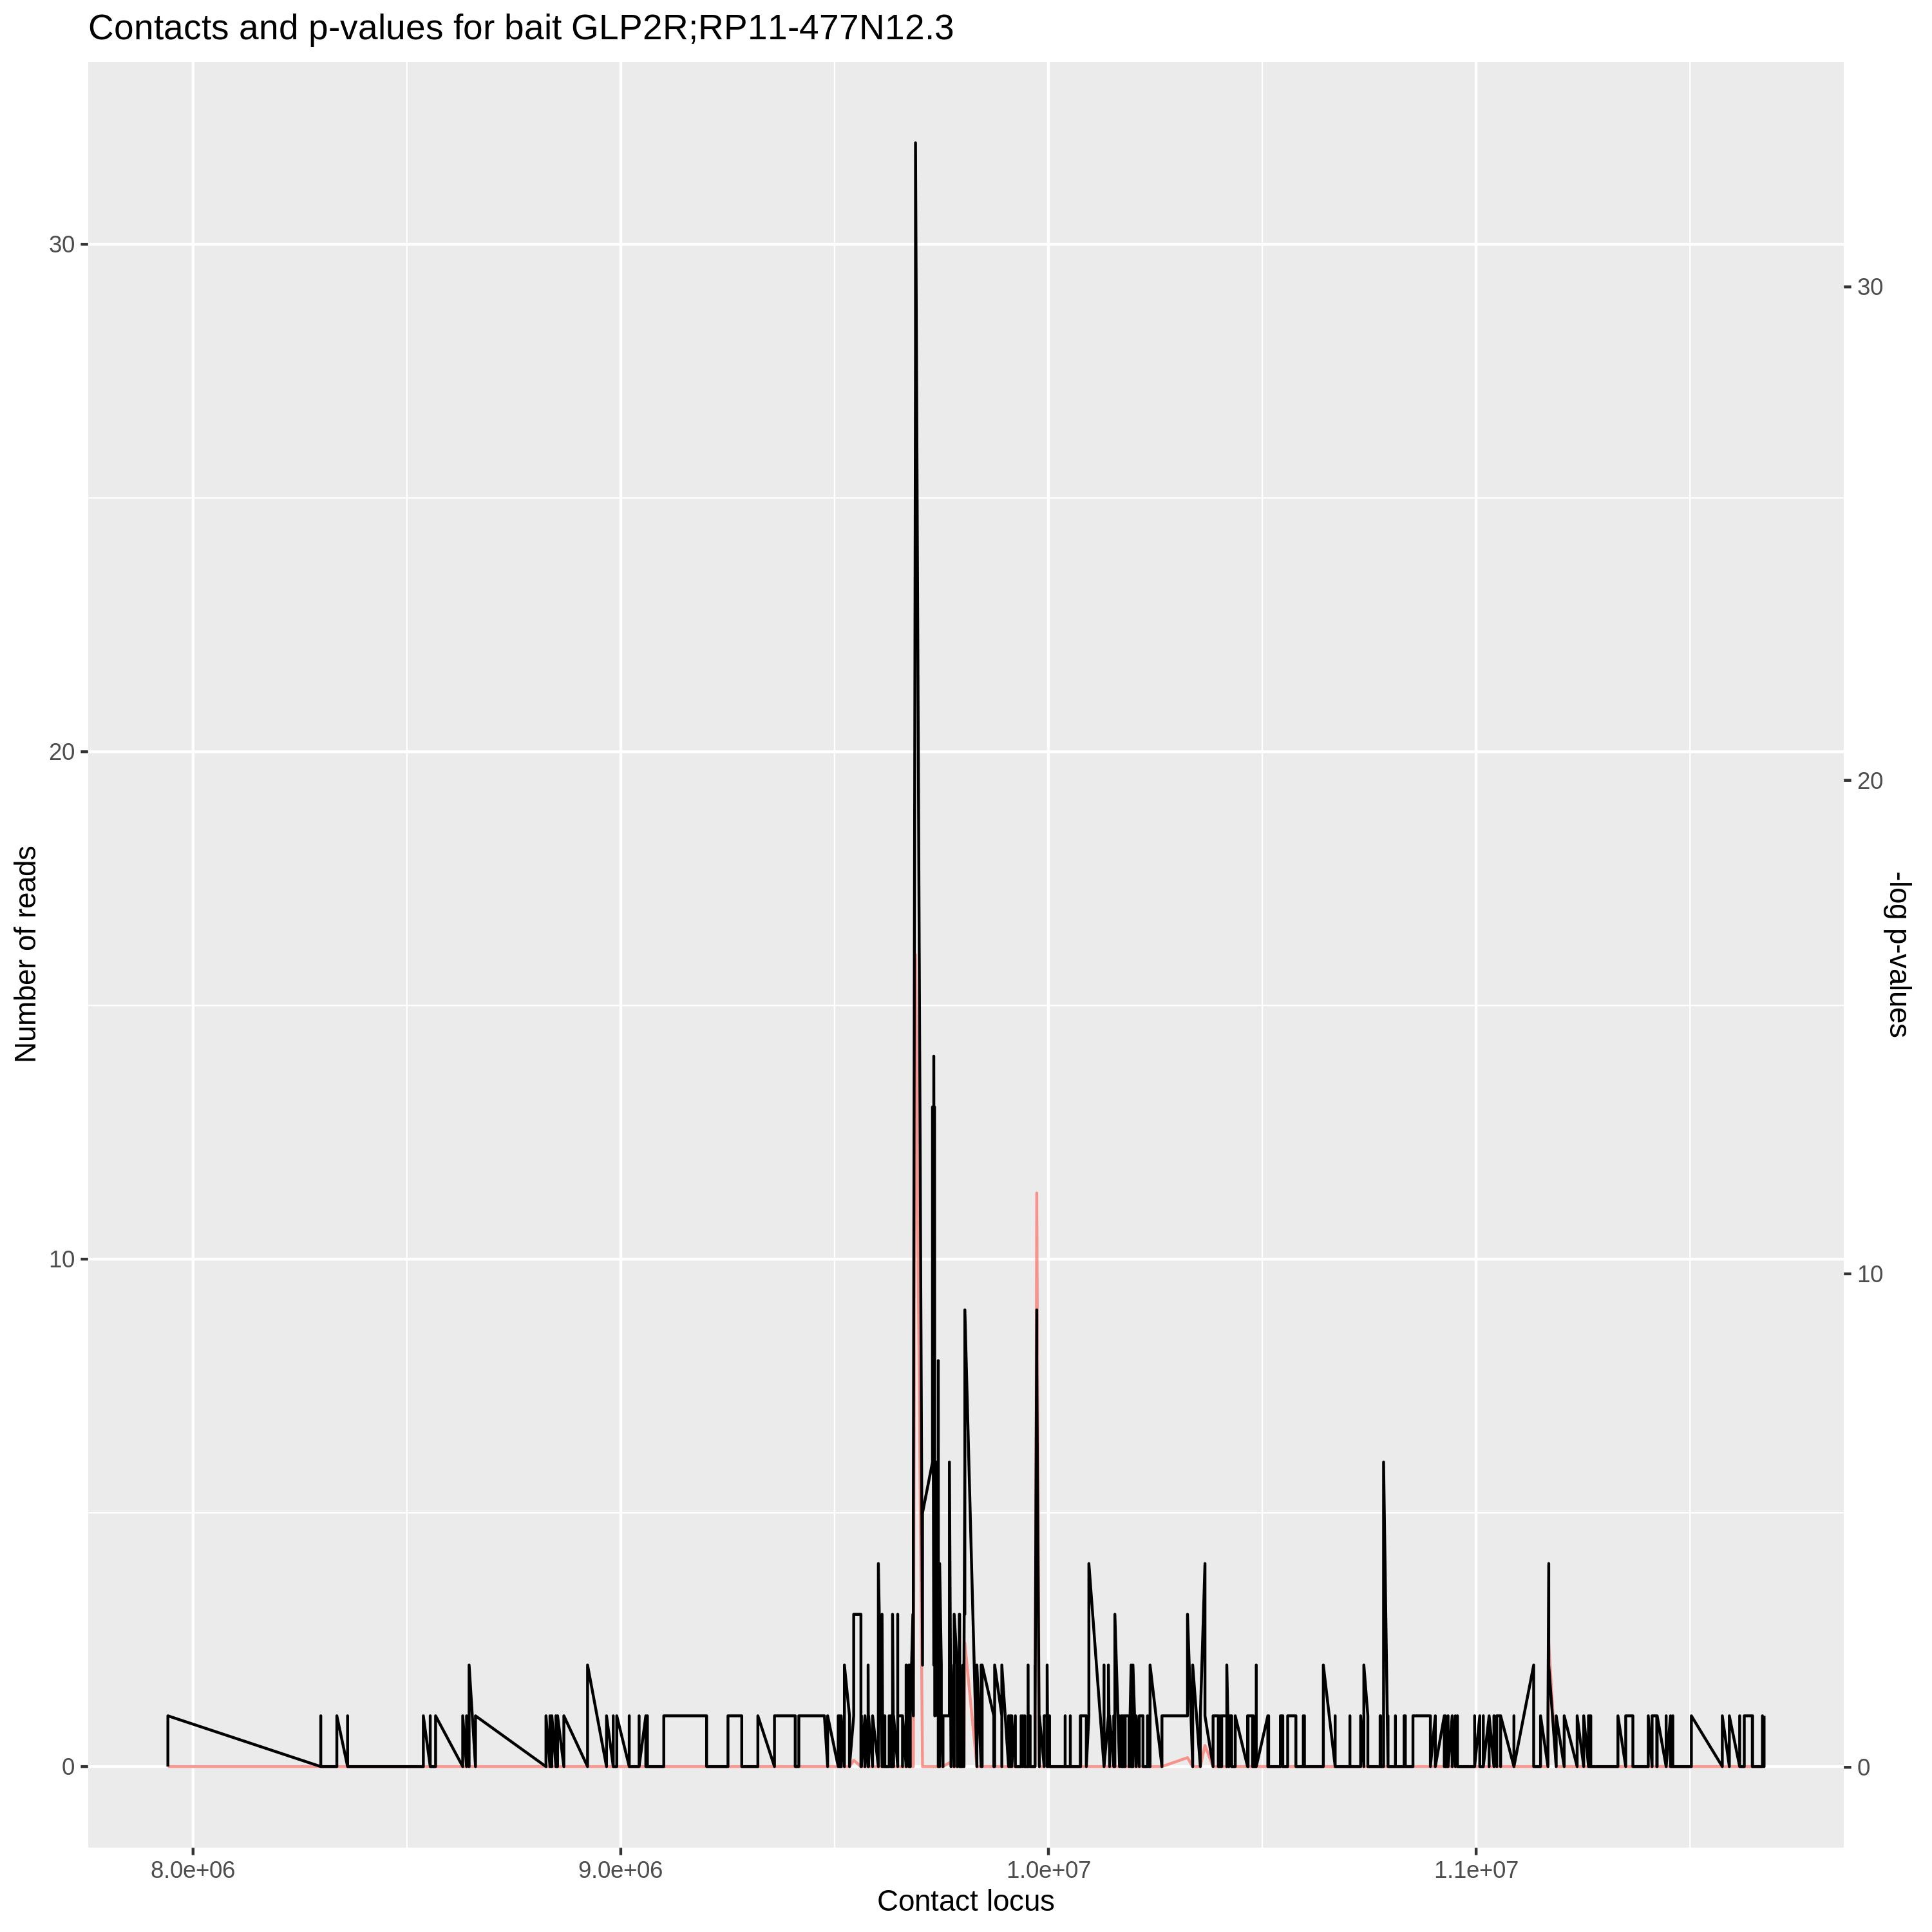 Contacts and p-values for bait GLP2R;RP11-477N12.3
30
20
10
0
Number of reads
30
20
10
0
-log p-values
8.0e+06
9.0e+06
1.0e+07
1.1e+07
Contact locus